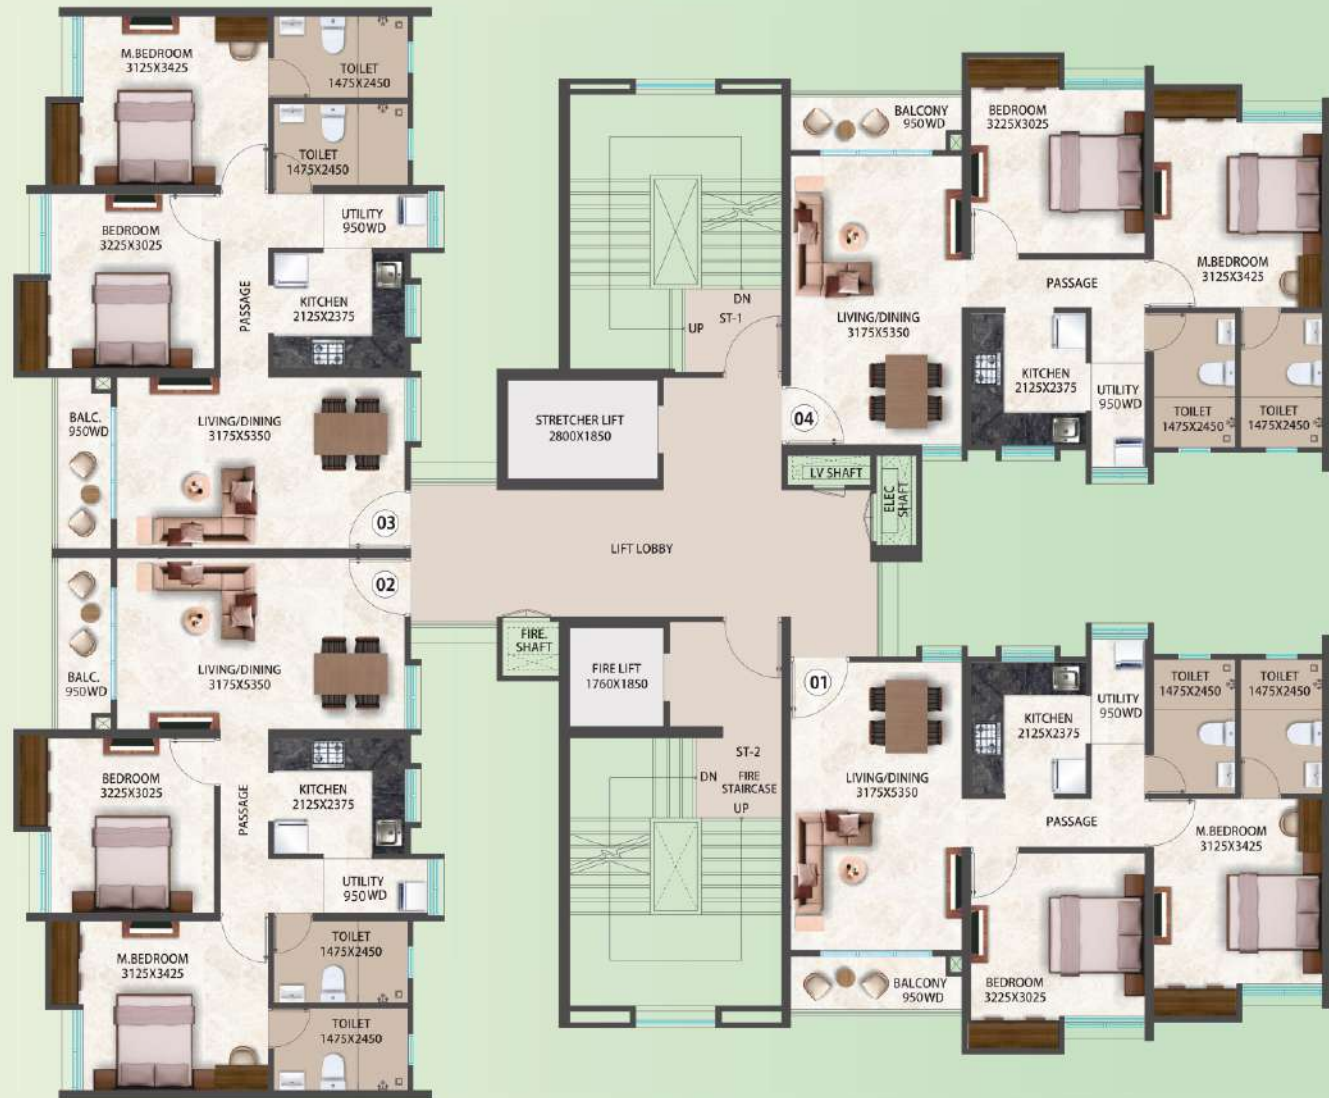 M.BEDROOM
3125X3425
TOILET
1475X2450
TOILET
1475X2450
UTILITY
950WD
BEDROOM
3225X3025
PASSAGE
KITCHEN
2125X2375
BALC.
950WD
LIVING/DINING
3175X5350
03
02
BALC.
950WD
LIVING/DINING
3175X5350
BEDROOM
3225X3025
PASSAGE
KITCHEN
2125X2375
UTILITY
950WD
M.BEDROOM
3125X3425
TOILET
1475X2450
TOILET
1475X2450
DN
ST-1
UP
STRETCHER LIFT
2800X1850
LIFT LOBBY
LV SHAFT
ELEC
SHAFT
FIRE.
SHAFT
FIRE LIFT
1760X1850
ST-2
DN
FIRE
STAIRCASE
UP
BALCONY
950WD
BEDROOM
3225X3025
M.BEDROOM
3125X3425
PASSAGE
LIVING/DINING
3175X5350
KITCHEN
2125X2375
UTILITY
950WD
TOILET
1475X2450
TOILET
1475X2450
04
01
UTILITY
950WD
TOILET
1475X2450
TOILET
1475X2450
KITCHEN
2125X2375
LIVING/DINING
3175X5350
PASSAGE
M.BEDROOM
3125X3425
BALCONY
950WD
BEDROOM
3225X3025